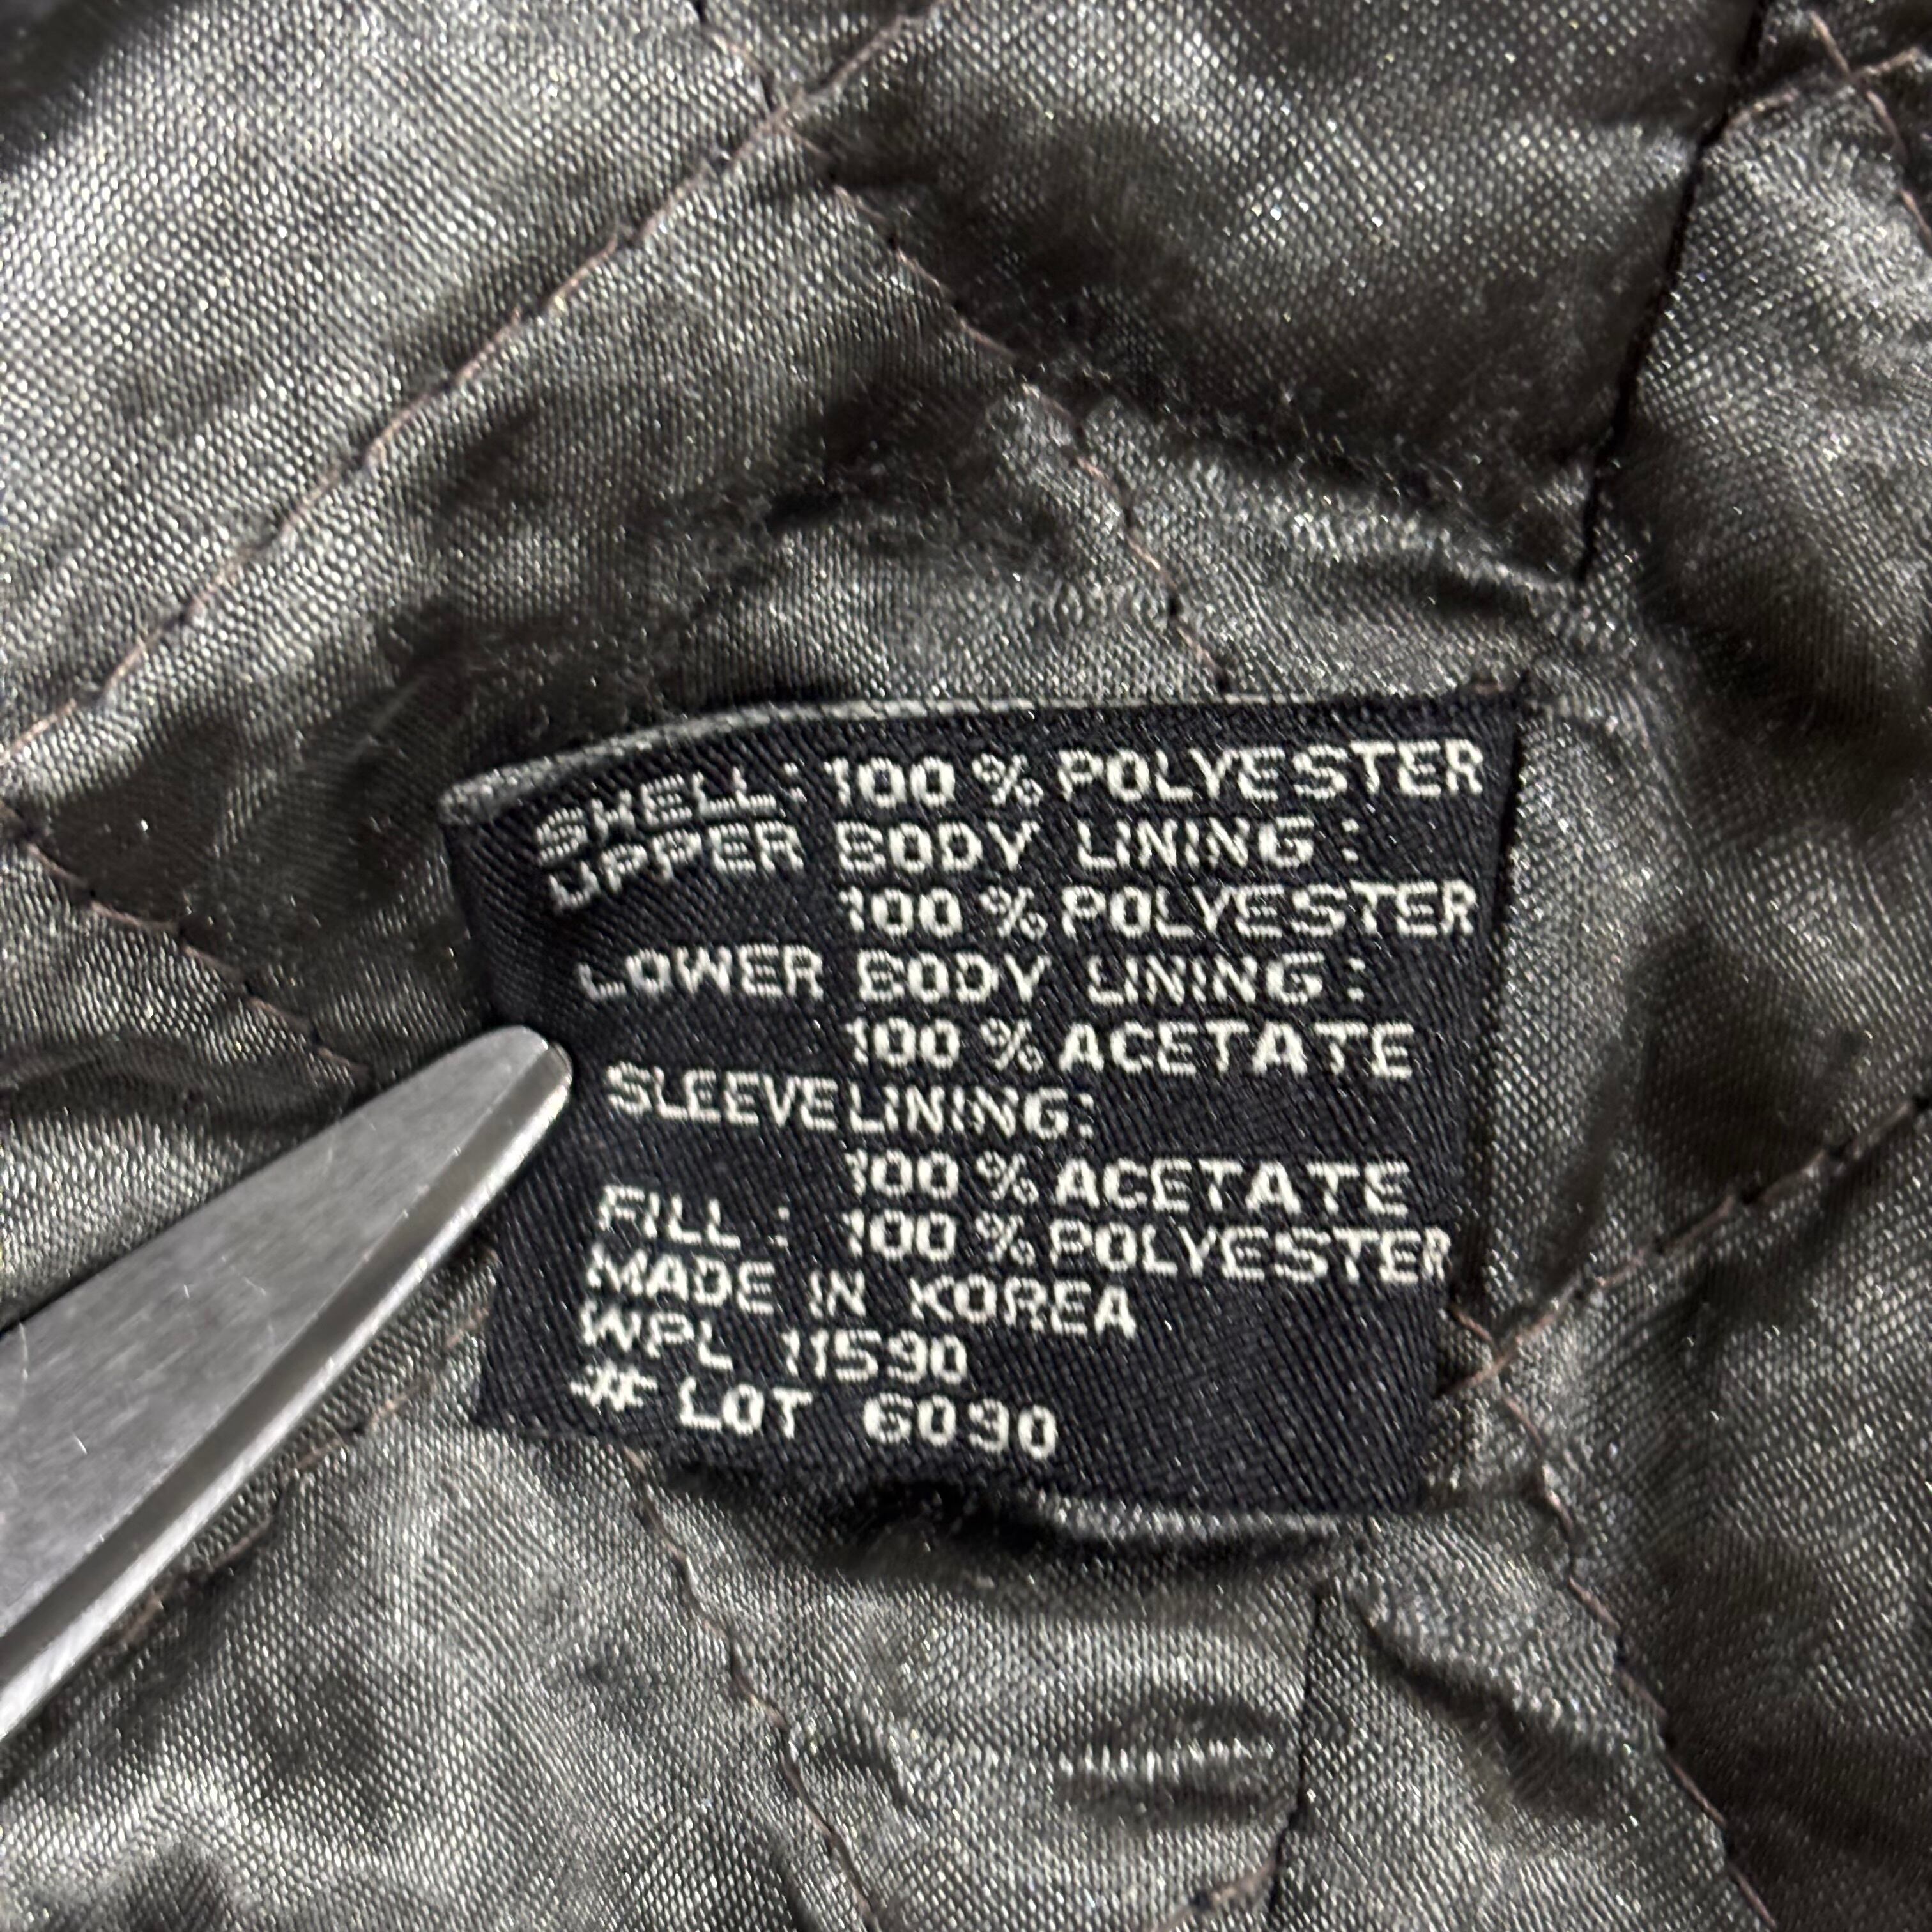 SHELL: 100% POLYESTER
UPPER BODY LINING:
100% POLYESTER
LOWER BODY LINING:
100% ACETATE
SLEEVE LINING:
100% ACETATE
FILL: 100% POLYESTER
MADE IN KOREA
WPL 11590
# LOT 6090